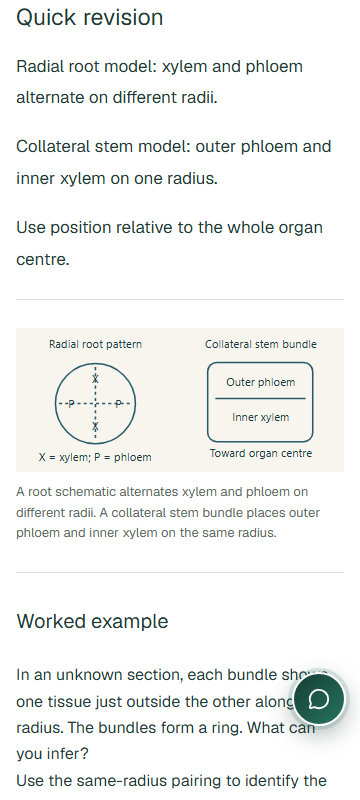 Quick revision
Radial root model: xylem and phloem
alternate on different radii.
Collateral stem model: outer phloem and
inner xylem on one radius.
Use position relative to the whole organ
centre.
Radial root pattern
X
P
P
X
X = xylem; P = phloem
Collateral stem bundle
Outer phloem
Inner xylem
Toward organ centre
A root schematic alternates xylem and phloem on
different radii. A collateral stem bundle places outer
phloem and inner xylem on the same radius.
Worked example
In an unknown section, each bundle shows
one tissue just outside the other along
radius. The bundles form a ring. What can
you infer?
Use the same-radius pairing to identify the